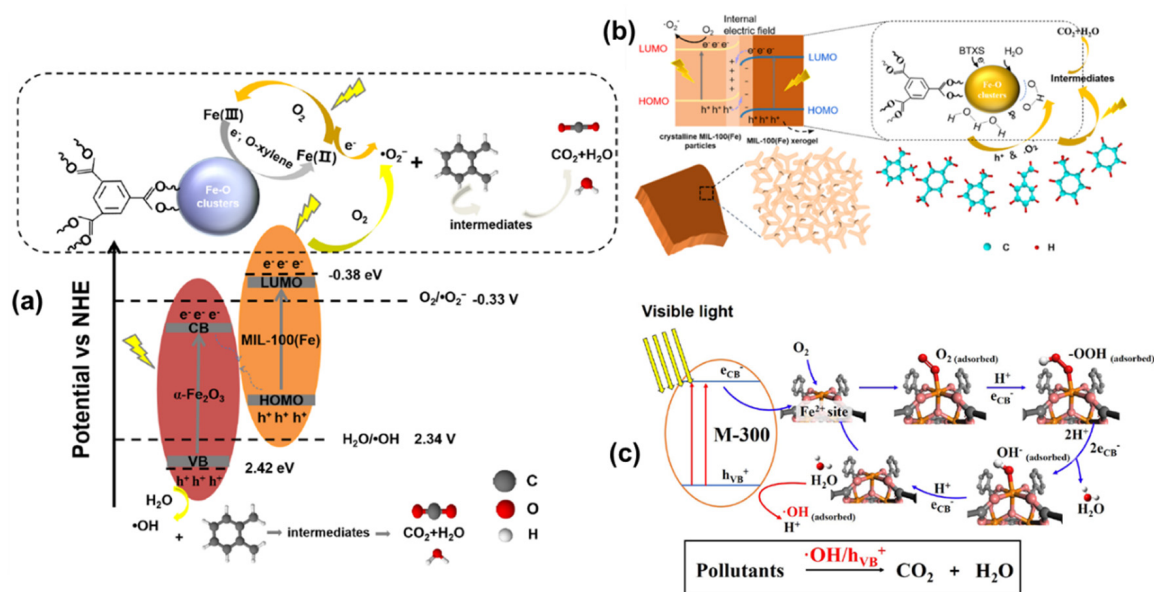 (a)
Potential vs NHE
Fe(III)
O₂
e⁻
O-xylene
Fe(II)
e⁻
•O₂⁻
+
CO₂+H₂O
Fe-O
clusters
O₂
intermediates
e⁻ e⁻ e⁻
-0.38 eV
LUMO
O₂/•O₂⁻ -0.33 V
e⁻ e⁻ e⁻
CB
MIL-100(Fe)
α-Fe₂O₃
HOMO
h⁺ h⁺ h⁺
H₂O/•OH 2.34 V
VB
2.42 eV
h⁺ h⁺ h⁺
H₂O
•OH
+
intermediates
CO₂+H₂O
C
O
H
(b)
·O₂⁻
O₂
Internal
electric field
LUMO
e⁻ e⁻ e⁻
e⁻ e⁻ e⁻
LUMO
+ + + +
- - - -
HOMO
h⁺ h⁺ h⁺
h⁺ h⁺ h⁺
HOMO
crystalline MIL-100(Fe)
particles
MIL-100(Fe) xerogel
CO₂+H₂O
BTXS
H₂O
Intermediates
Fe-O
clusters
&
h⁺ &
C
H
(c)
Visible light
e_CB⁻
M-300
h_VB⁺
O₂
Fe²⁺ site
O₂ (adsorbed)
H⁺
e_CB⁻
-OOH (adsorbed)
2H⁺
2e_CB⁻
H₂O
OH⁻ (adsorbed)
H⁺
e_CB⁻
H₂O
·OH (adsorbed)
H⁺
Pollutants ·OH/h_VB⁺ CO₂ + H₂O